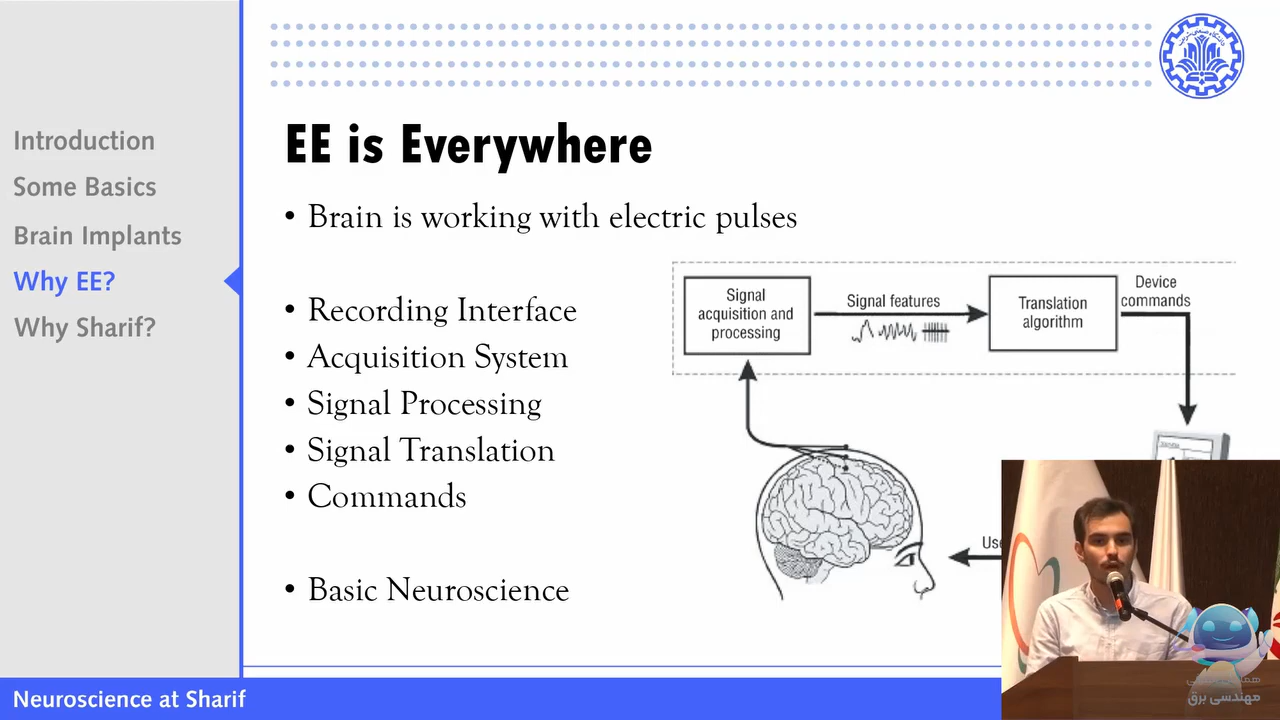 Introduction
Some Basics
Brain Implants
Why EE?
Why Sharif?
EE is Everywhere
• Brain is working with electric pulses
• Recording Interface
• Acquisition System
• Signal Processing
• Signal Translation
• Commands
• Basic Neuroscience
Signal
acquisition and
processing
Signal features
Translation
algorithm
Device
commands
Use
Neuroscience at Sharif
مهندسی برق